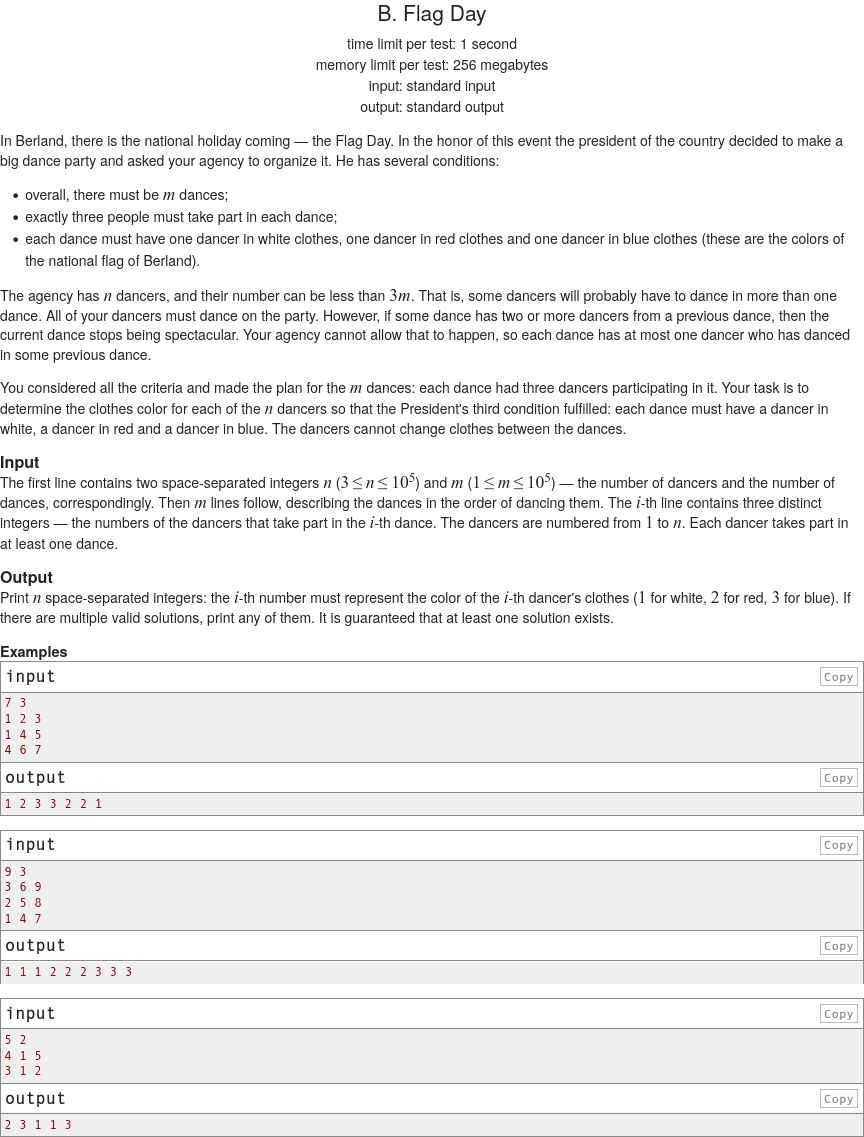 B. Flag Day
time limit per test: 1 second
memory limit per test: 256 megabytes
input: standard input
output: standard output
In Berland, there is the national holiday coming — the Flag Day. In the honor of this event the president of the country decided to make a
big dance party and asked your agency to organize it. He has several conditions:
• overall, there must be m dances;
• exactly three people must take part in each dance;
• each dance must have one dancer in white clothes, one dancer in red clothes and one dancer in blue clothes (these are the colors of
the national flag of Berland).
The agency has n dancers, and their number can be less than 3m. That is, some dancers will probably have to dance in more than one
dance. All of your dancers must dance on the party. However, if some dance has two or more dancers from a previous dance, then the
current dance stops being spectacular. Your agency cannot allow that to happen, so each dance has at most one dancer who has danced
in some previous dance.
You considered all the criteria and made the plan for the m dances: each dance had three dancers participating in it. Your task is to
determine the clothes color for each of the n dancers so that the President's third condition fulfilled: each dance must have a dancer in
white, a dancer in red and a dancer in blue. The dancers cannot change clothes between the dances.
Input
The first line contains two space-separated integers n (3 ≤ n ≤ 10⁵) and m (1 ≤ m ≤ 10⁵) — the number of dancers and the number of
dances, correspondingly. Then m lines follow, describing the dances in the order of dancing them. The i-th line contains three distinct
integers — the numbers of the dancers that take part in the i-th dance. The dancers are numbered from 1 to n. Each dancer takes part in
at least one dance.
Output
Print n space-separated integers: the i-th number must represent the color of the i-th dancer's clothes (1 for white, 2 for red, 3 for blue). If
there are multiple valid solutions, print any of them. It is guaranteed that at least one solution exists.
Examples
input Copy
7 3
1 2 3
1 4 5
4 6 7
output Copy
1 2 3 3 2 2 1
input Copy
9 3
3 6 9
2 5 8
1 4 7
output Copy
1 1 1 2 2 2 3 3 3
input Copy
5 2
4 1 5
3 1 2
output Copy
2 3 1 1 3